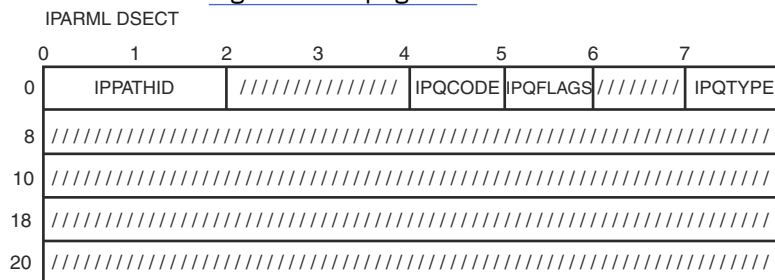 IPARML DSECT
0 1 2 3 4 5 6 7
0 IPPATHID /////////////// IPQCODE IPQFLAGS //////// IPQTYPE
8 ////////////////////////////////////////////////////////////////////////
10 ////////////////////////////////////////////////////////////////////////
18 ////////////////////////////////////////////////////////////////////////
20 ////////////////////////////////////////////////////////////////////////